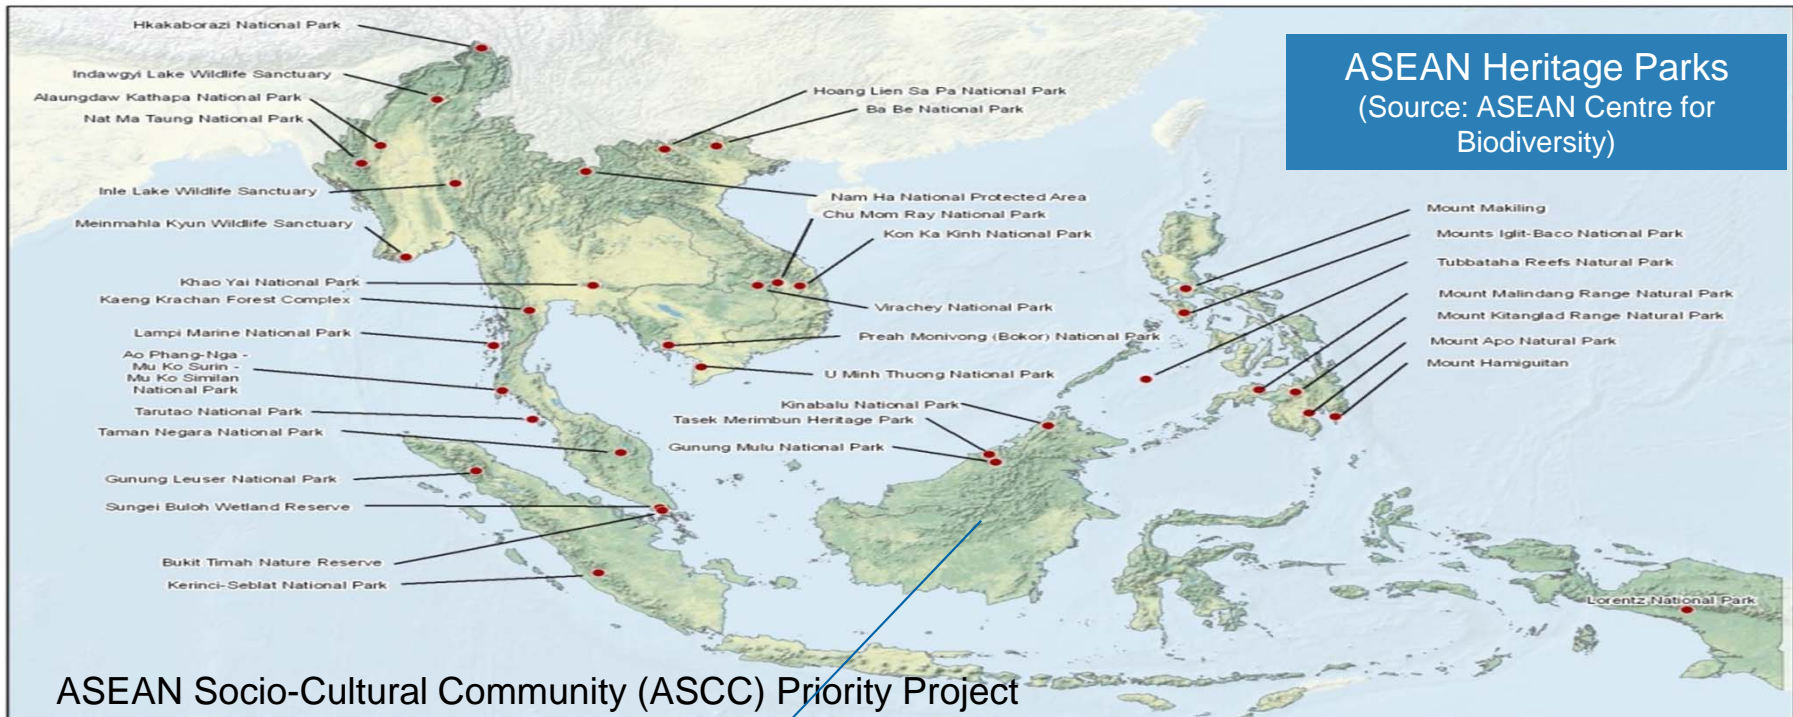 Hkakaborazi National Park
Indawgyi Lake Wildlife Sanctuary
Alaungdaw Kathapa National Park
Nat Ma Taung National Park
Inle Lake Wildlife Sanctuary
Meinmahla Kyun Wildlife Sanctuary
Khao Yai National Park
Kaeng Krachan Forest Complex
Lampi Marine National Park
Ao Phang-Nga -
Mu Ko Surin -
Mu Ko Similan
National Park
Tarutao National Park
Taman Negara National Park
Gunung Leuser National Park
Sungei Buloh Wetland Reserve
Bukit Timah Nature Reserve
Kerinci-Seblat National Park
Hoang Lien Sa Pa National Park
Ba Be National Park
Nam Ha National Protected Area
Chu Mom Ray National Park
Kon Ka Kinh National Park
Virachey National Park
Preah Monivong (Bokor) National Park
U Minh Thuong National Park
Kinabalu National Park
Tasek Merimbun Heritage Park
Gunung Mulu National Park
ASEAN Heritage Parks
(Source: ASEAN Centre for
Biodiversity)
Mount Makiling
Mounts Iglit-Baco National Park
Tubbataha Reefs Natural Park
Mount Malindang Range Natural Park
Mount Kitanglad Range Natural Park
Mount Apo Natural Park
Mount Hamiguitan
Lorentz National Park
ASEAN Socio-Cultural Community (ASCC) Priority Project